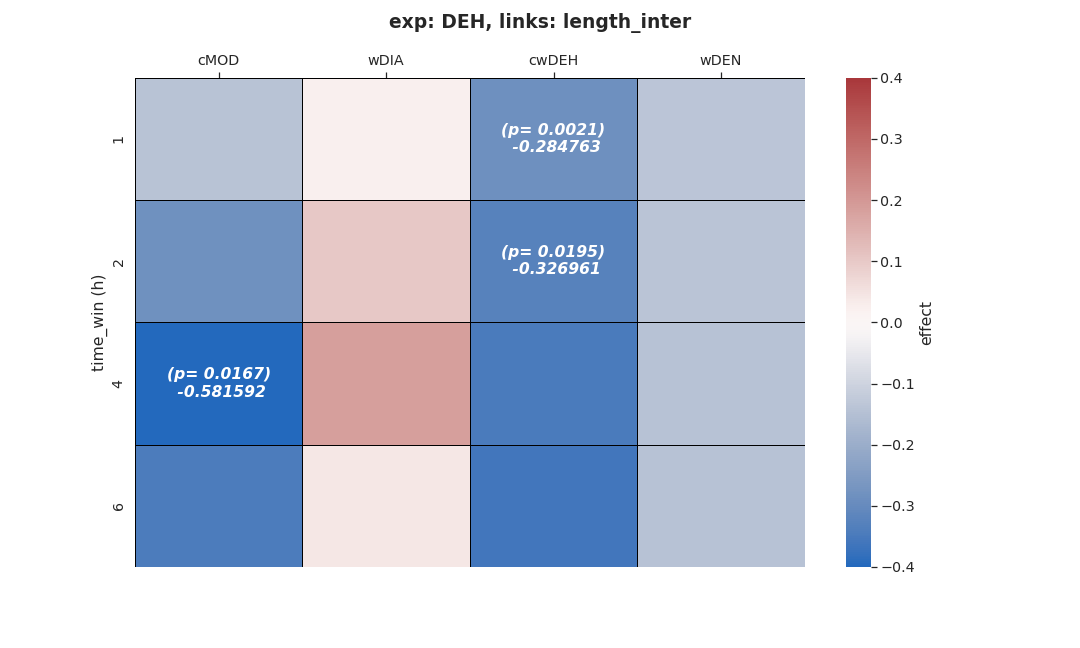 exp: DEH, links: length_inter
cMOD wDIA cwDEH wDEN
time_win (h)
1
(p= 0.0021)
-0.284763
2
(p= 0.0195)
-0.326961
4
(p= 0.0167)
-0.581592
6
0.4
0.3
0.2
0.1
0.0
−0.1
−0.2
−0.3
−0.4
effect